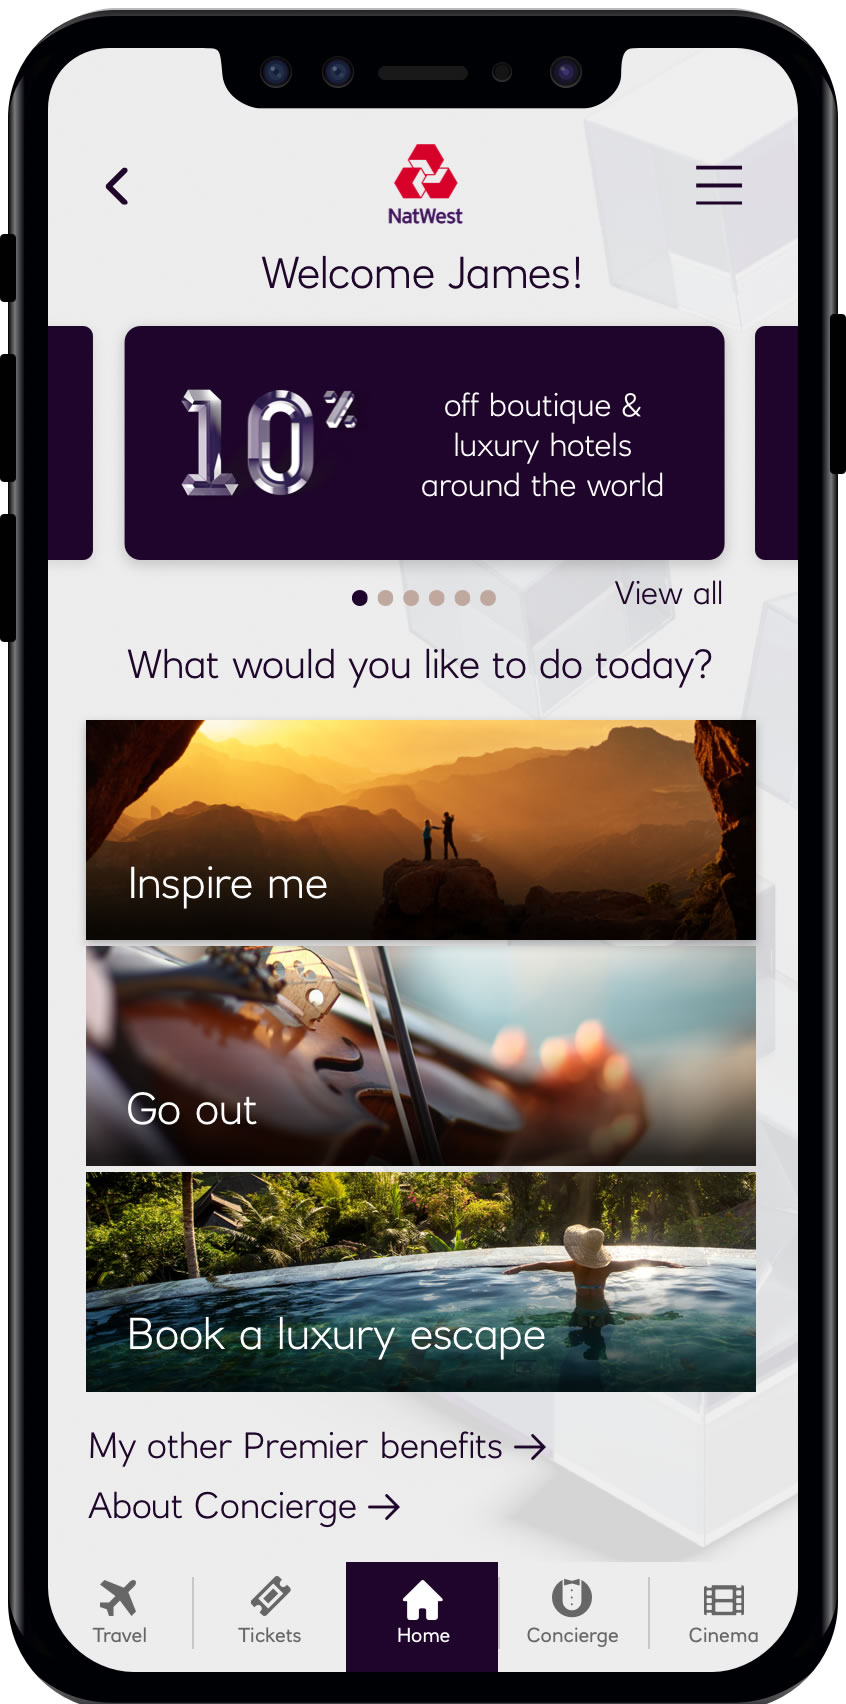 NatWest
Welcome James!
10%
off boutique &
luxury hotels
around the world
View all
What would you like to do today?
Inspire me
Go out
Book a luxury escape
My other Premier benefits →
About Concierge →
Travel
Tickets
Home
Concierge
Cinema